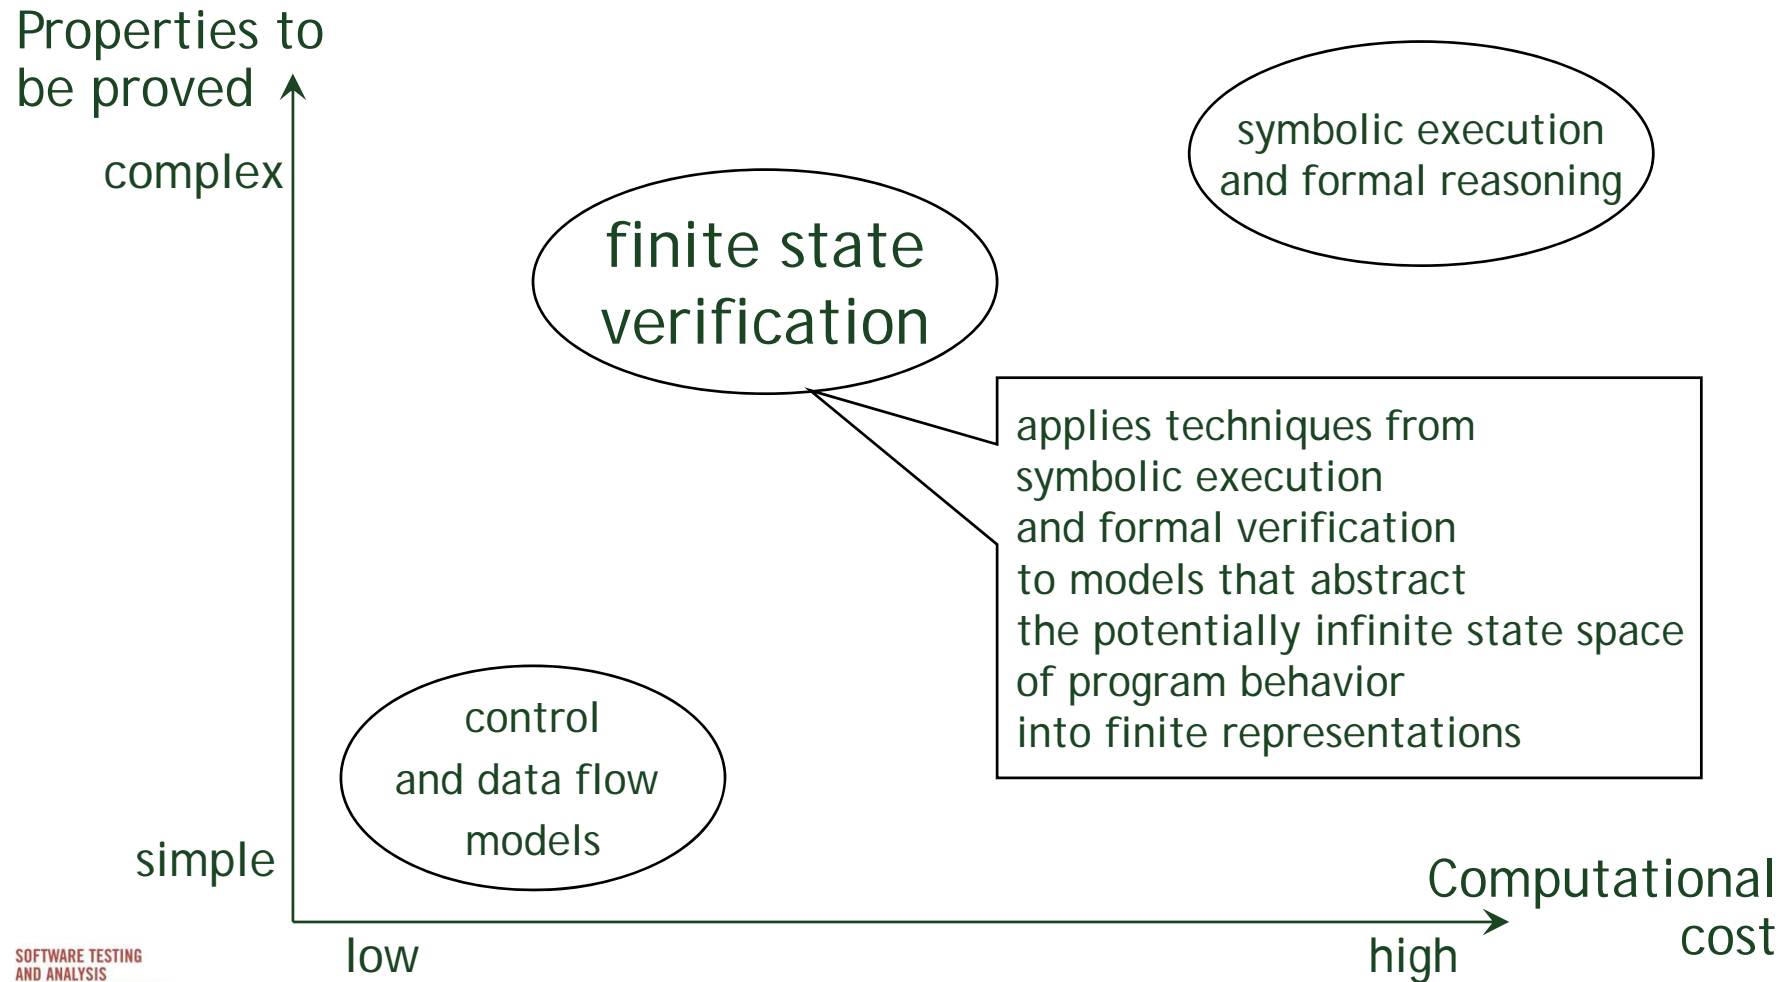 Properties to
be proved
complex
symbolic execution
and formal reasoning
finite state
verification
applies techniques from
symbolic execution
and formal verification
to models that abstract
the potentially infinite state space
of program behavior
into finite representations
control
and data flow
models
simple
Computational
cost
low
high
SOFTWARE TESTING
AND ANALYSIS